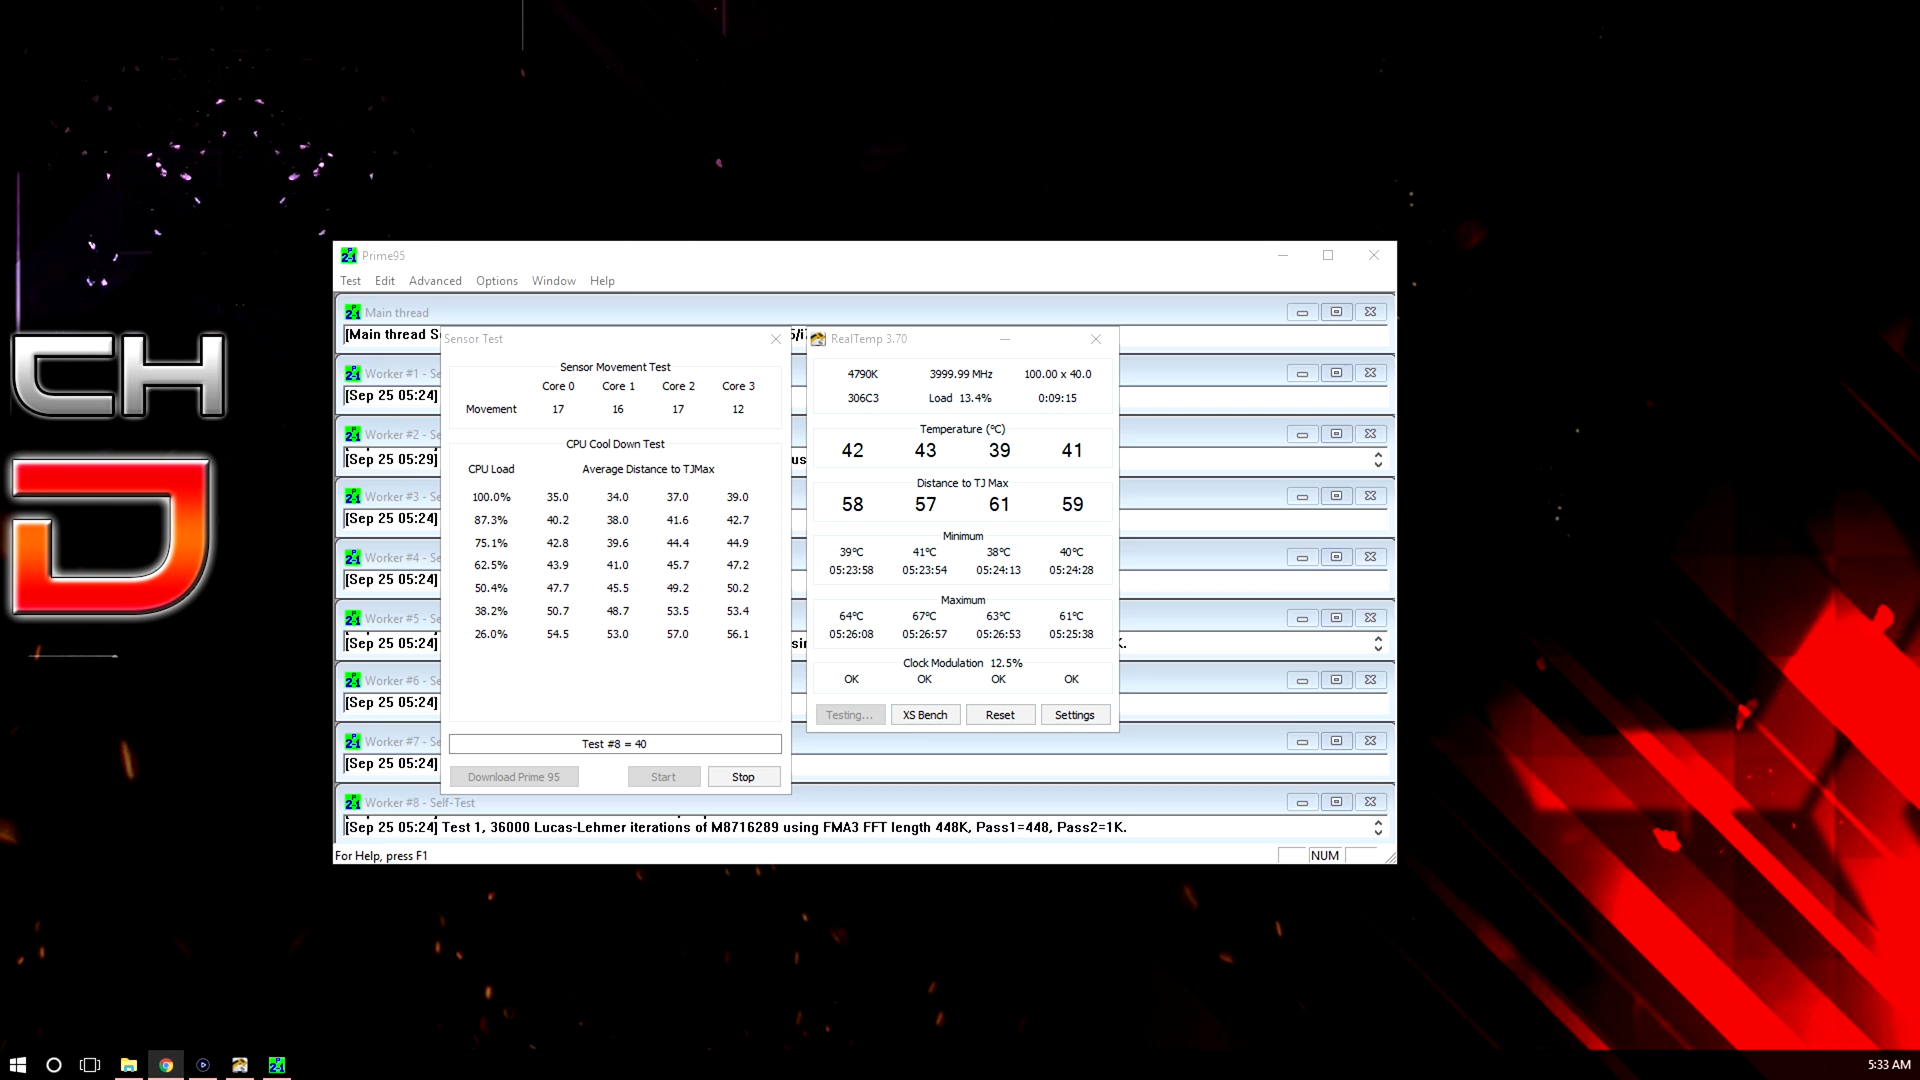 CH
D
Prime95
Test Edit Advanced Options Window Help
Main thread
[Main thread S
Worker #1 - Se
[Sep 25 05:24]
Worker #2 - Se
[Sep 25 05:29]
us
Worker #3 - Se
[Sep 25 05:24]
Worker #4 - Se
[Sep 25 05:24]
Worker #5 - Se
[Sep 25 05:24]
Worker #6 - Se
[Sep 25 05:24]
Worker #7 - Se
[Sep 25 05:24]
Worker #8 - Self-Test
[Sep 25 05:24] Test 1, 36000 Lucas-Lehmer iterations of M8716289 using FMA3 FFT length 448K, Pass1=448, Pass2=1K.
For Help, press F1
NUM
Sensor Test
Sensor Movement Test
Core 0 Core 1 Core 2 Core 3
Movement 17 16 17 12
CPU Cool Down Test
CPU Load Average Distance to TJMax
100.0% 35.0 34.0 37.0 39.0
87.3% 40.2 38.0 41.6 42.7
75.1% 42.8 39.6 44.4 44.9
62.5% 43.9 41.0 45.7 47.2
50.4% 47.7 45.5 49.2 50.2
38.2% 50.7 48.7 53.5 53.4
26.0% 54.5 53.0 57.0 56.1
Test #8 = 40
Download Prime 95 Start Stop
RealTemp 3.70
4790K 3999.99 MHz 100.00 x 40.0
306C3 Load 13.4% 0:09:15
Temperature (°C)
42 43 39 41
Distance to TJ Max
58 57 61 59
Minimum
39°C 41°C 38°C 40°C
05:23:58 05:23:54 05:24:13 05:24:28
Maximum
64°C 67°C 63°C 61°C
05:26:08 05:26:57 05:26:53 05:25:38
Clock Modulation 12.5%
OK OK OK OK
Testing... XS Bench Reset Settings
5:33 AM